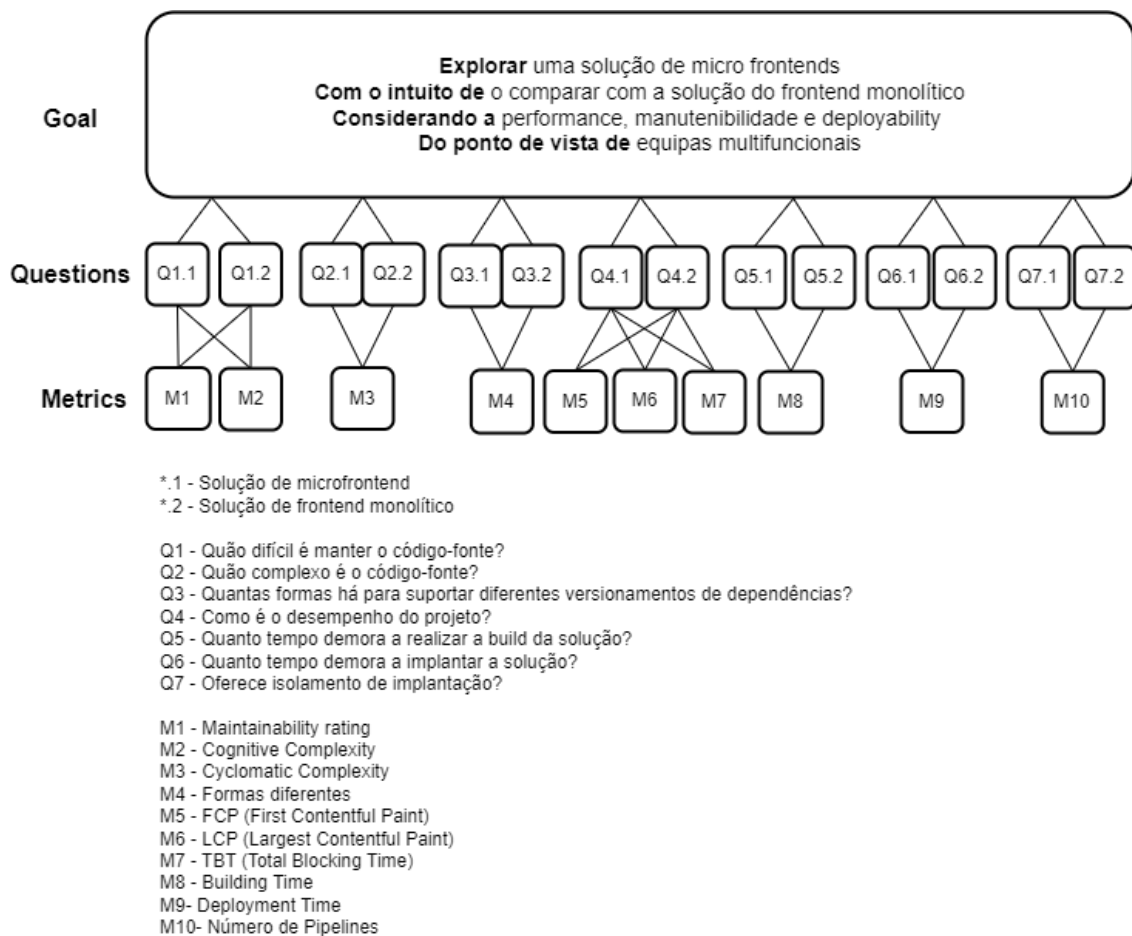 Goal
Explorar uma solução de micro frontends
Com o intuito de o comparar com a solução do frontend monolítico
Considerando a performance, manutenibilidade e deployability
Do ponto de vista de equipas multifuncionais
Questions
Q1.1 Q1.2 Q2.1 Q2.2 Q3.1 Q3.2 Q4.1 Q4.2 Q5.1 Q5.2 Q6.1 Q6.2 Q7.1 Q7.2
Metrics
M1 M2 M3 M4 M5 M6 M7 M8 M9 M10
*.1 - Solução de microfrontend
*.2 - Solução de frontend monolítico
Q1 - Quão difícil é manter o código-fonte?
Q2 - Quão complexo é o código-fonte?
Q3 - Quantas formas há para suportar diferentes versionamentos de dependências?
Q4 - Como é o desempenho do projeto?
Q5 - Quanto tempo demora a realizar a build da solução?
Q6 - Quanto tempo demora a implantar a solução?
Q7 - Oferece isolamento de implantação?
M1 - Maintainability rating
M2 - Cognitive Complexity
M3 - Cyclomatic Complexity
M4 - Formas diferentes
M5 - FCP (First Contentful Paint)
M6 - LCP (Largest Contentful Paint)
M7 - TBT (Total Blocking Time)
M8 - Building Time
M9- Deployment Time
M10- Número de Pipelines